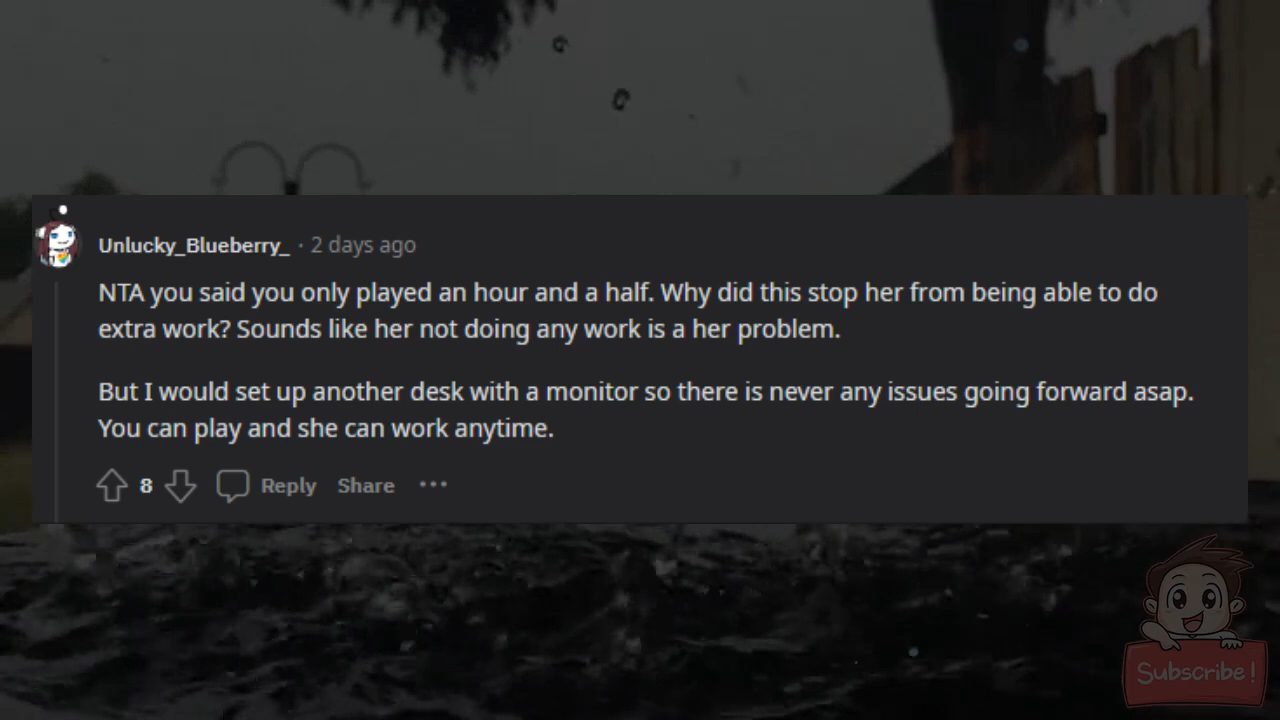 Unlucky_Blueberry_ · 2 days ago
NTA you said you only played an hour and a half. Why did this stop her from being able to do
extra work? Sounds like her not doing any work is a her problem.
But I would set up another desk with a monitor so there is never any issues going forward asap.
You can play and she can work anytime.
8 Reply Share ···
Subscribe!